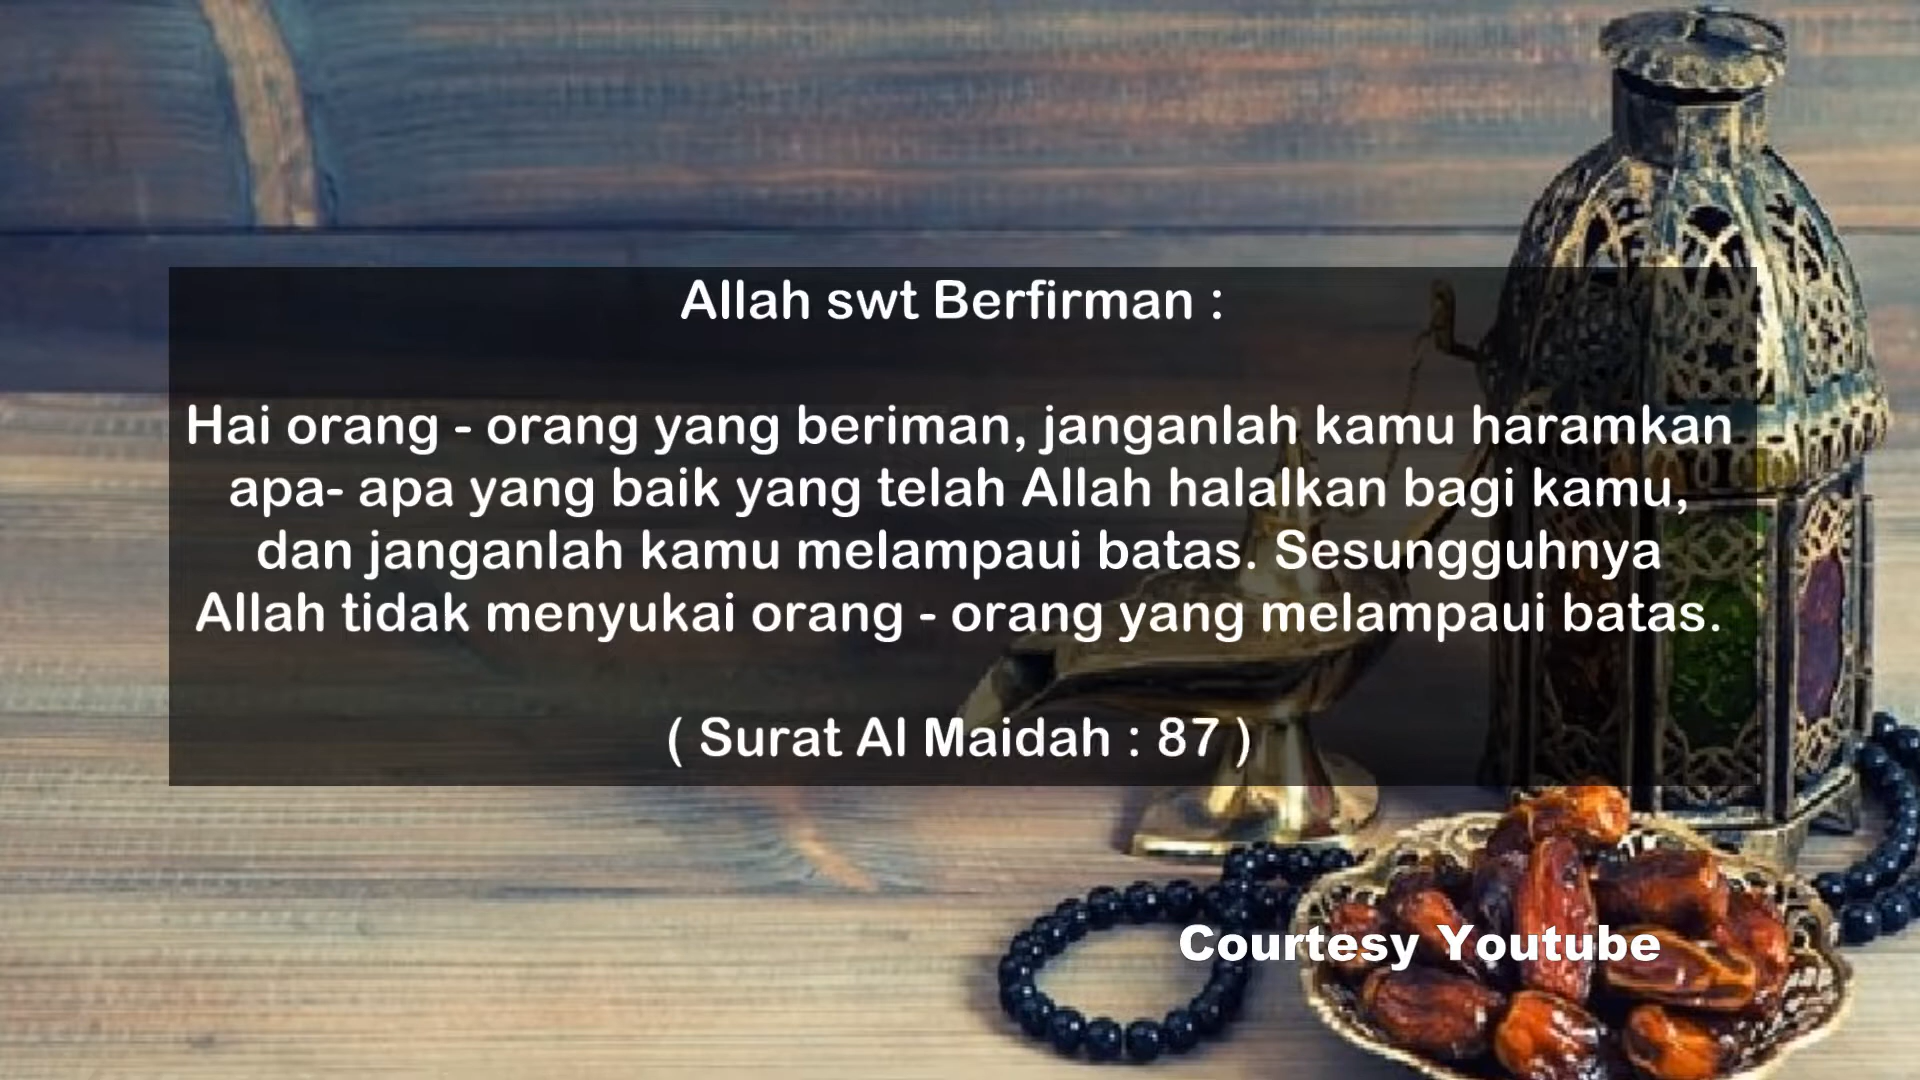 Allah swt Berfirman :
Hai orang - orang yang beriman, janganlah kamu haramkan
apa- apa yang baik yang telah Allah halalkan bagi kamu,
dan janganlah kamu melampaui batas. Sesungguhnya
Allah tidak menyukai orang - orang yang melampaui batas.
( Surat Al Maidah : 87 )
Courtesy Youtube